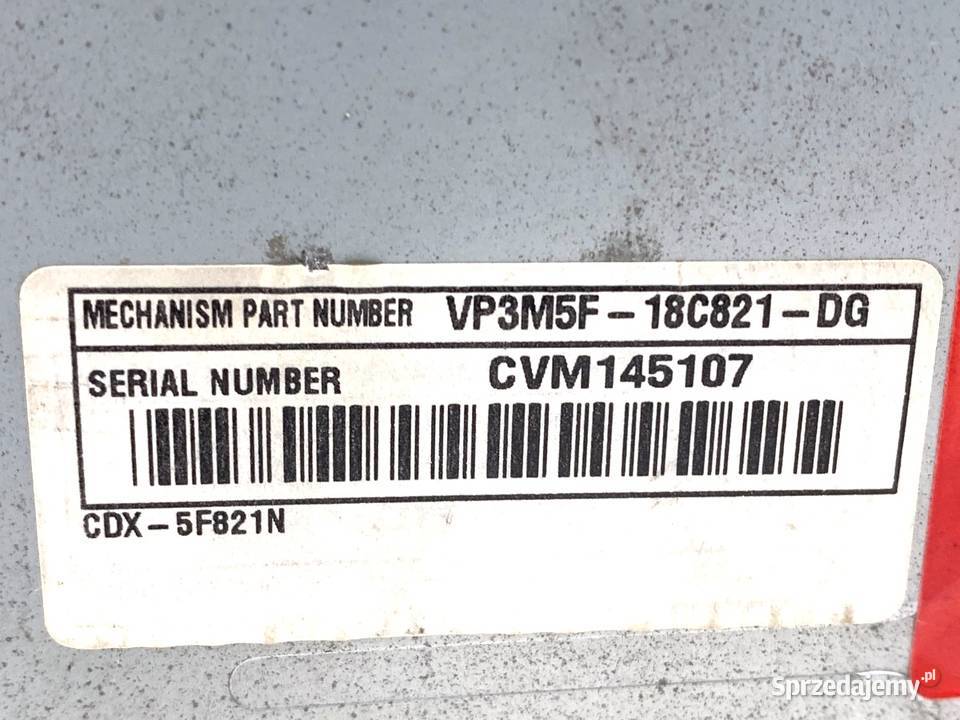 MECHANISM PART NUMBER VP3M5F-18C821-DG
SERIAL NUMBER CVM145107
CDX-5F821N
Sprzedajemy.pl